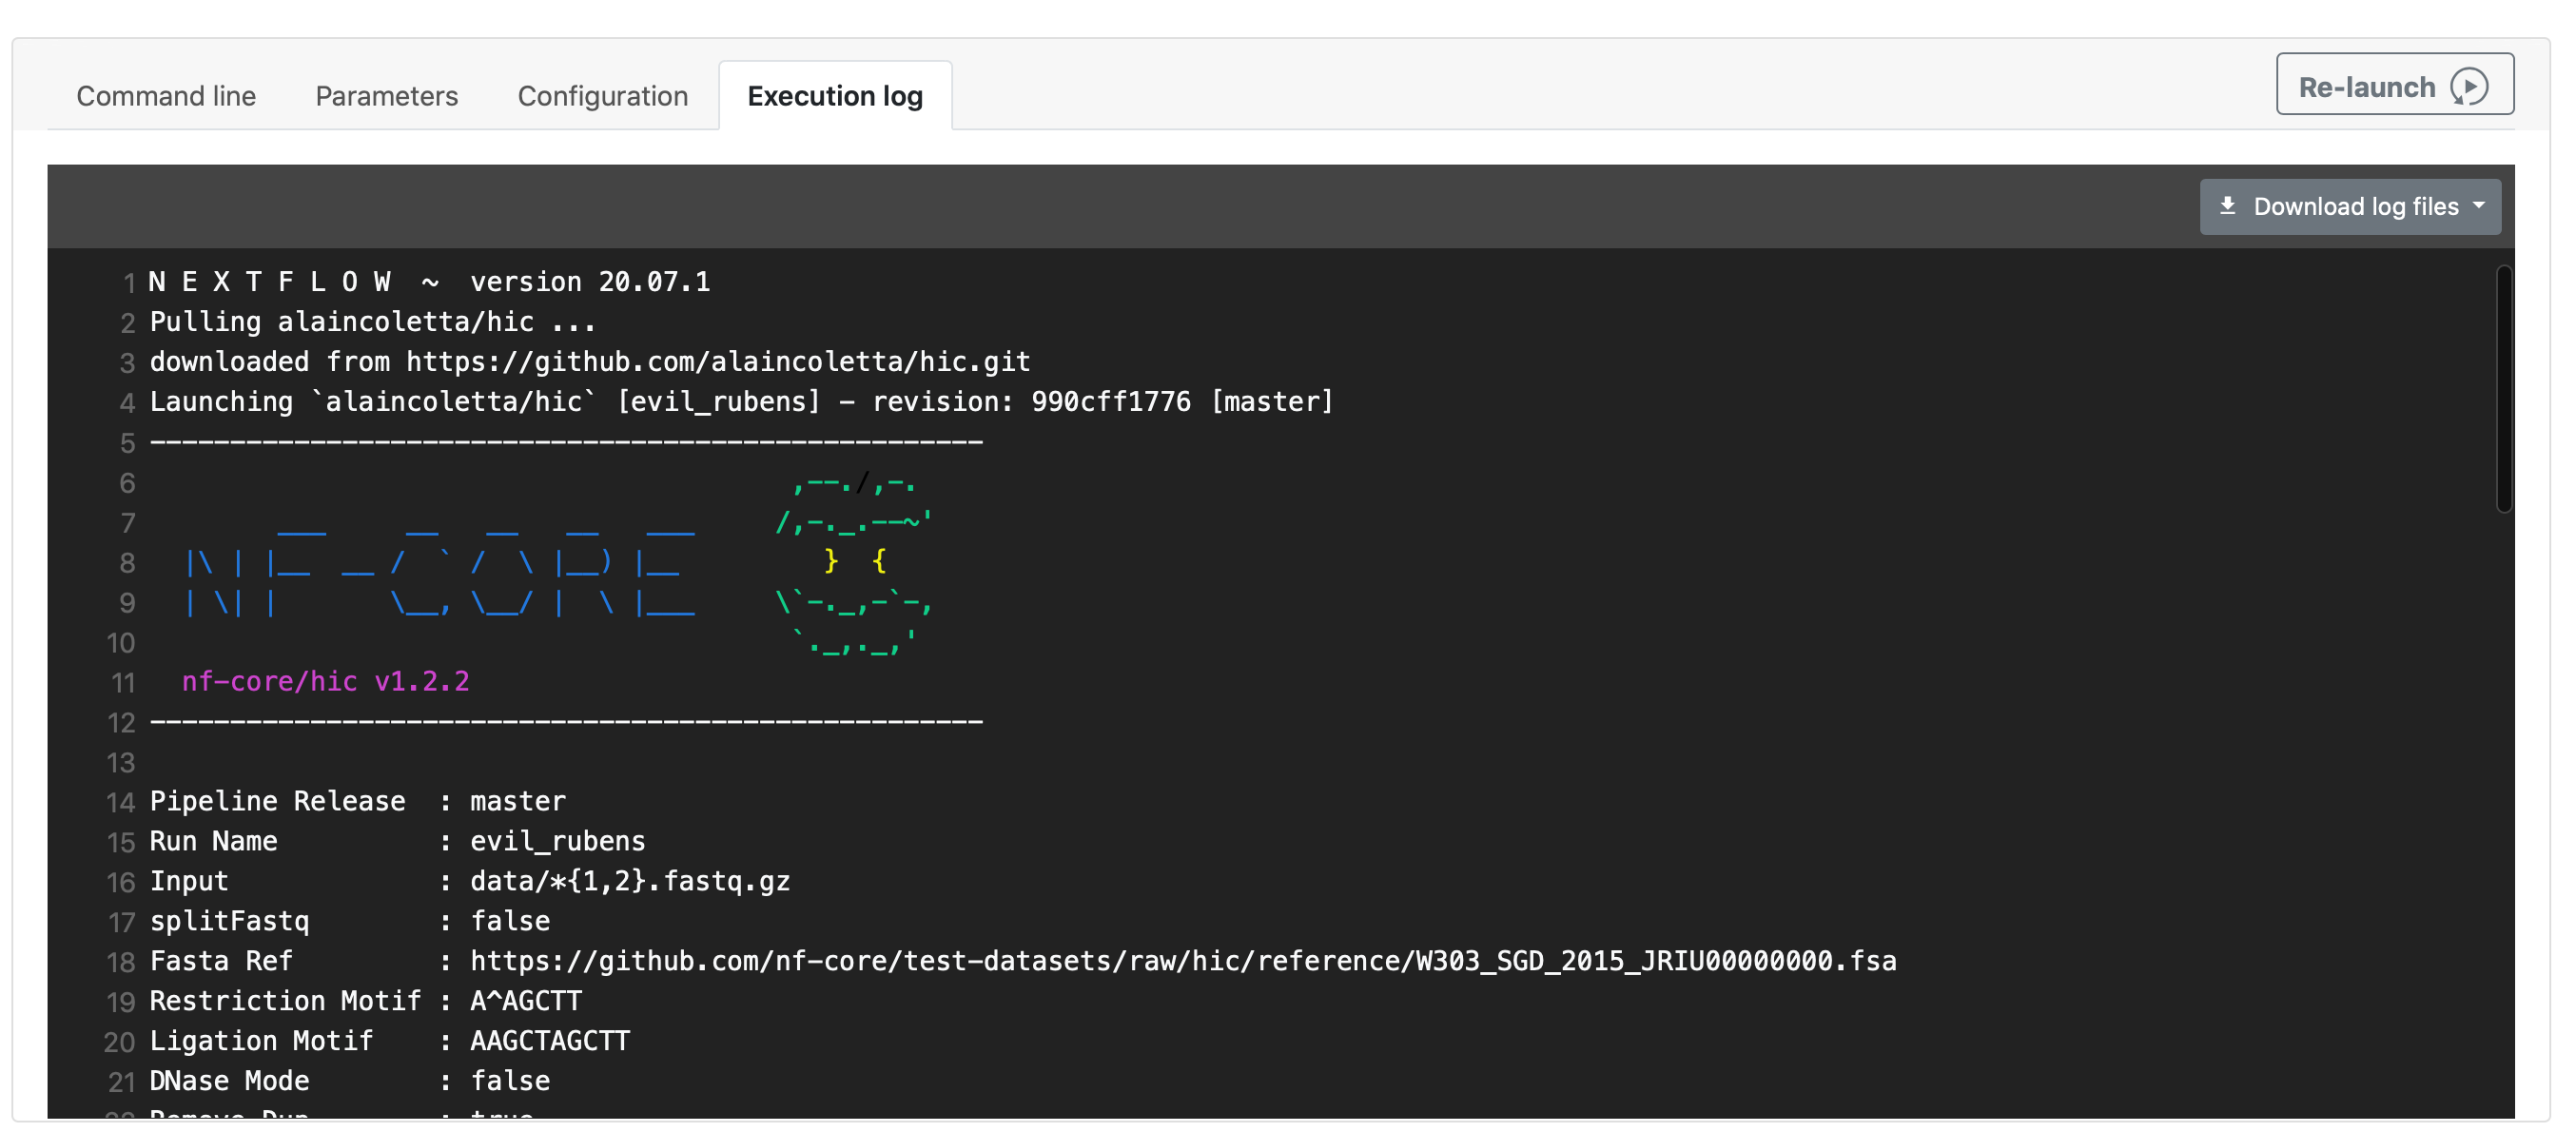 Command line Parameters Configuration Execution log Re-launch
Download log files
1 N E X T F L O W  ~  version 20.07.1
2 Pulling alaincoletta/hic ...
3 downloaded from https://github.com/alaincoletta/hic.git
4 Launching `alaincoletta/hic` [evil_rubens] - revision: 990cff1776 [master]
5 ----------------------------------------------------
6                                         ,--./,-.
7         ___     __   __   __   ___     /,-._.--~'
8   |\ | |__  __ /  ` /  \ |__) |__         }  {
9   | \| |       \__, \__/ |  \ |___     \`-._,-`-,
10                                         `._,._,'
11   nf-core/hic v1.2.2
12 ----------------------------------------------------
13
14 Pipeline Release  : master
15 Run Name          : evil_rubens
16 Input             : data/*{1,2}.fastq.gz
17 splitFastq        : false
18 Fasta Ref         : https://github.com/nf-core/test-datasets/raw/hic/reference/W303_SGD_2015_JRIU00000000.fsa
19 Restriction Motif : A^AGCTT
20 Ligation Motif    : AAGCTAGCTT
21 DNase Mode        : false
22 Remove Dup        : true